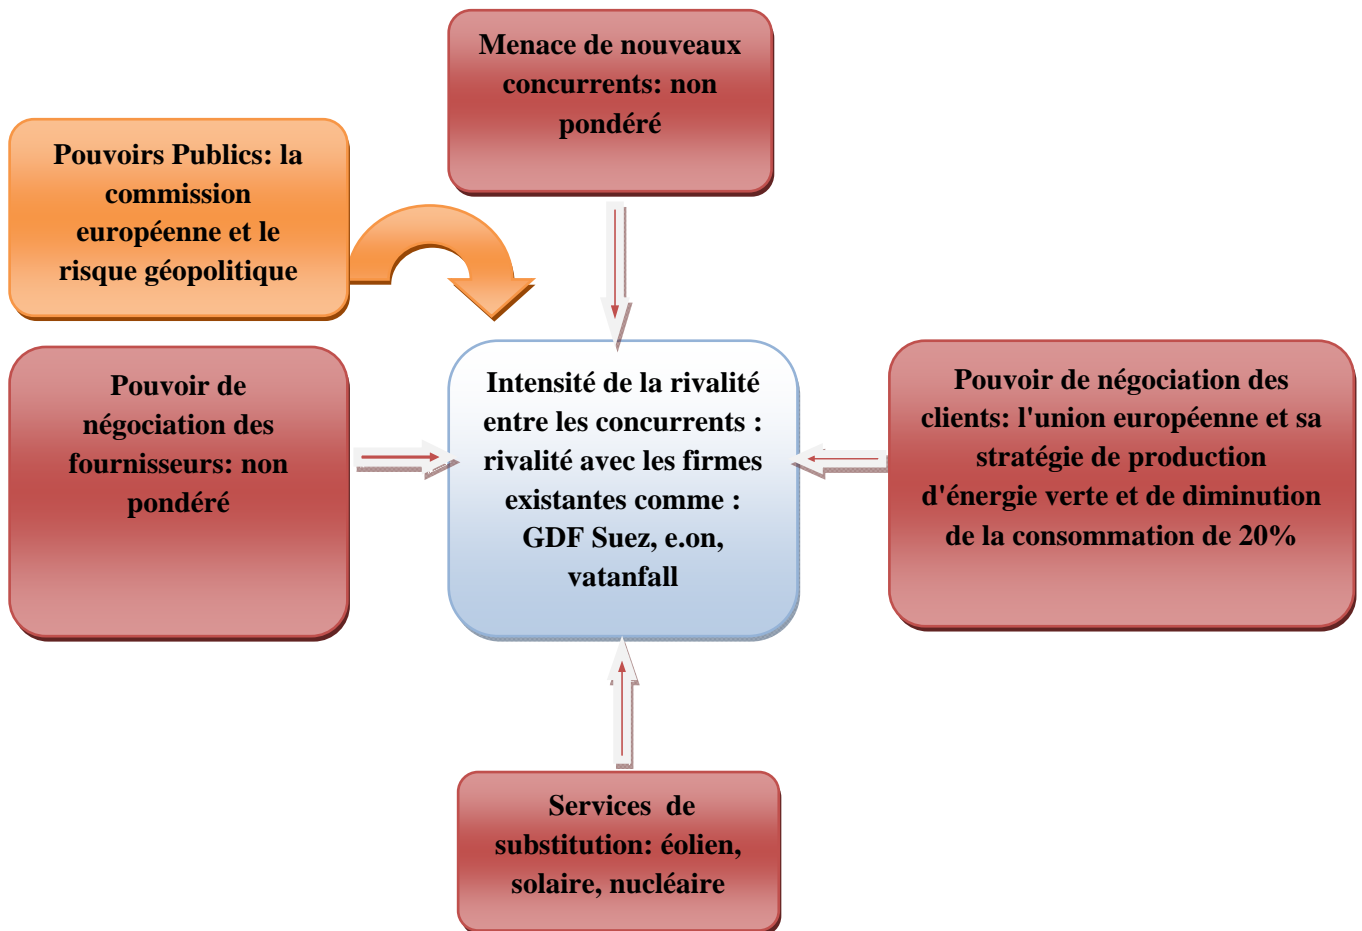 Menace de nouveaux
concurrents: non
pondéré
Pouvoirs Publics: la
commission
européenne et le
risque géopolitique
Pouvoir de
négociation des
fournisseurs: non
pondéré
Intensité de la rivalité
entre les concurrents :
rivalité avec les firmes
existantes comme :
GDF Suez, e.on,
vatanfall
Pouvoir de négociation des
clients: l'union européenne et sa
stratégie de production
d'énergie verte et de diminution
de la consommation de 20%
Services de
substitution: éolien,
solaire, nucléaire